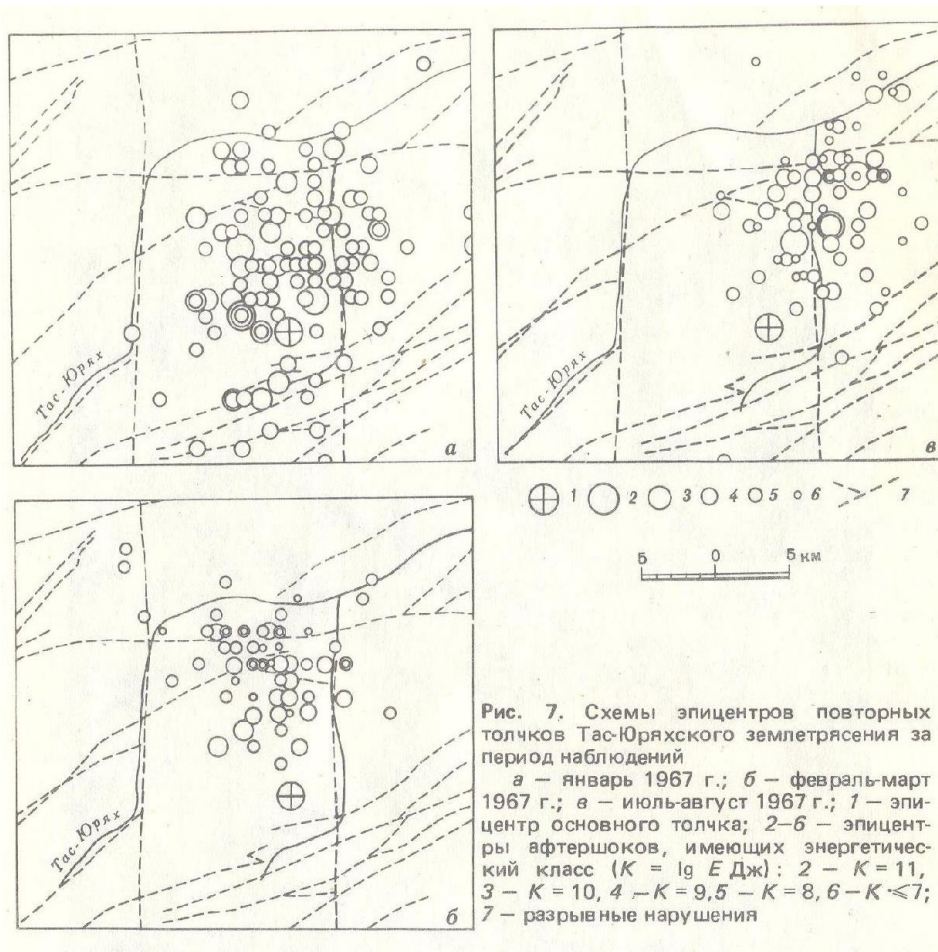 Тас-Юрях
а
Тас-Юрях
в
1 2 3 4 5 6 7
5 0 5 км
Тас-Юрях
б
Рис. 7. Схемы эпицентров повторных
толчков Тас-Юряхского землетрясения за
период наблюдений
а — январь 1967 г.; б — февраль-март
1967 г.; в — июль-август 1967 г.; 1 — эпи-
центр основного толчка; 2—6 — эпицент-
ры афтершоков, имеющих энергетичес-
кий класс (K = lg E Дж): 2 — K = 11,
3 — K = 10, 4 — K = 9, 5 — K = 8, 6 — K ≤ 7;
7 — разрывные нарушения